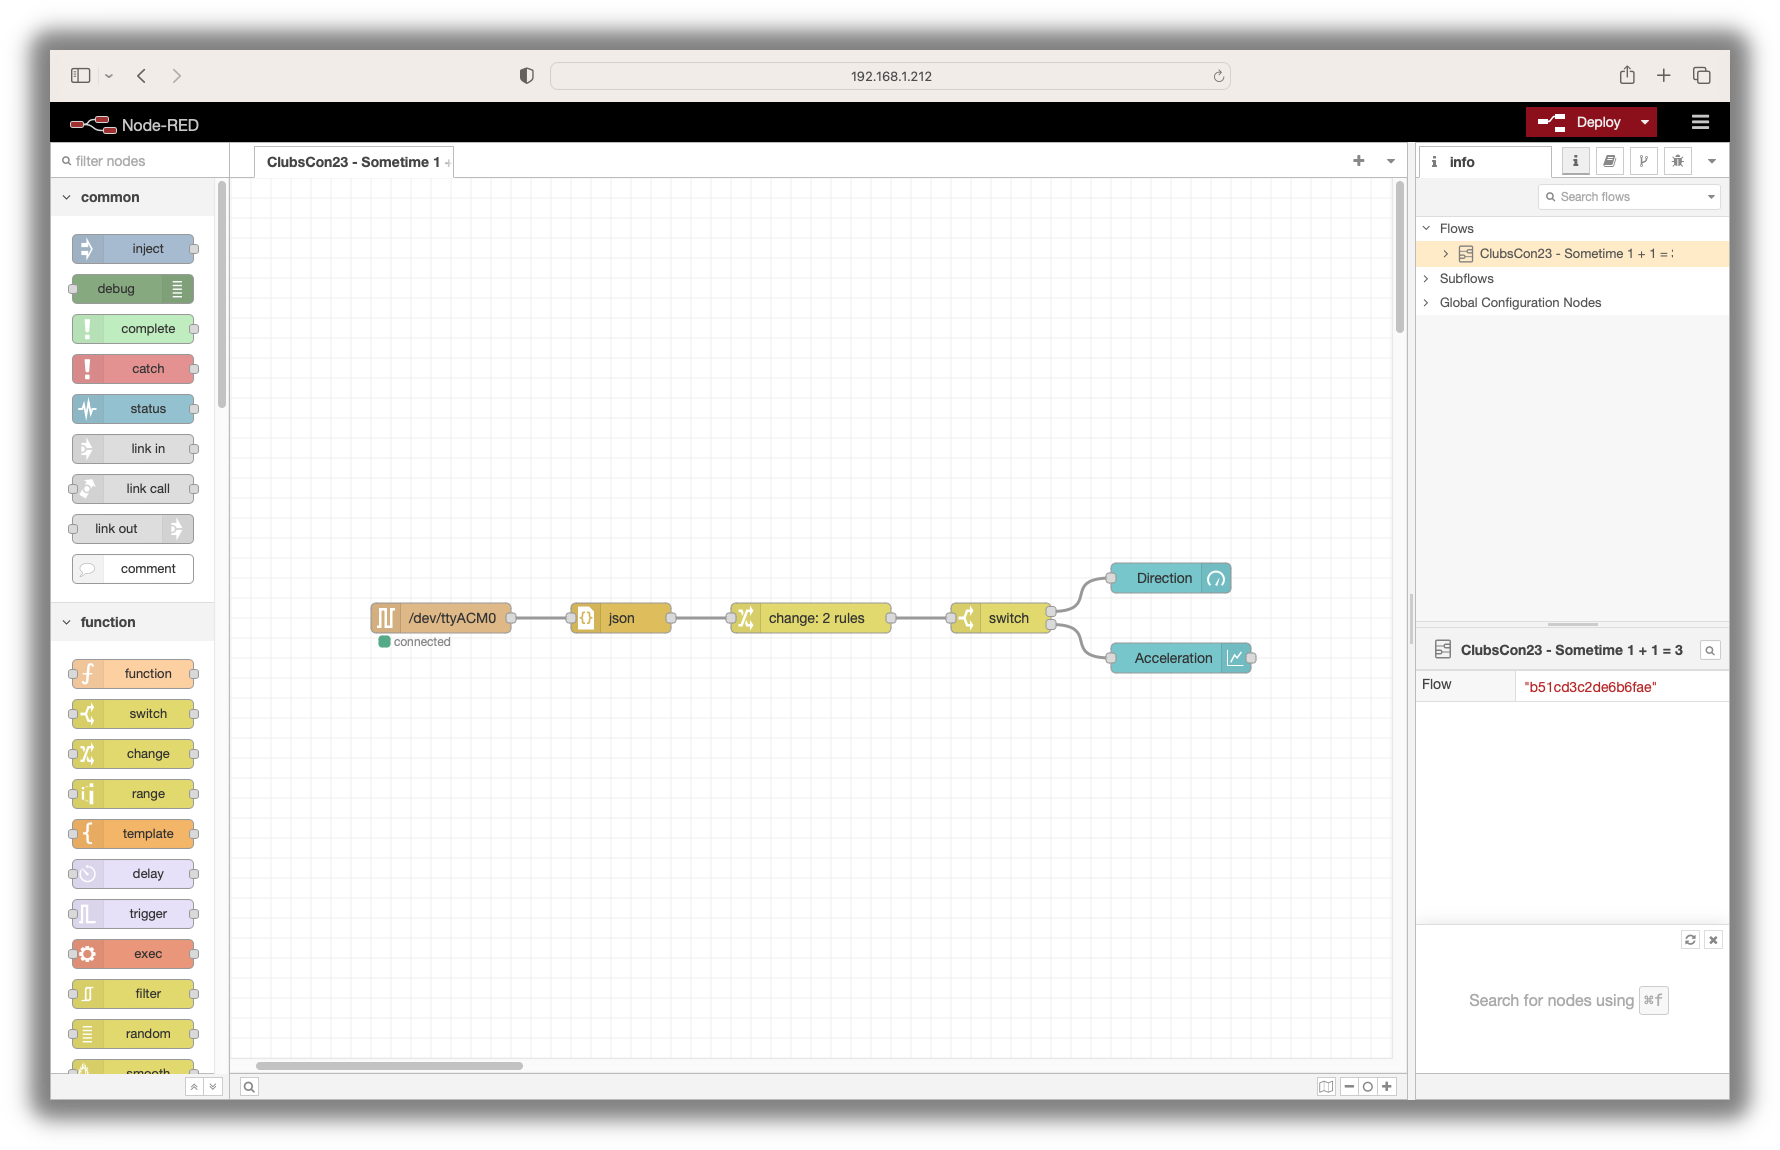 192.168.1.212
Node-RED
Deploy
filter nodes
ClubsCon23 - Sometime 1 +
common
inject
debug
complete
catch
status
link in
link call
link out
comment
function
function
switch
change
range
template
delay
trigger
exec
filter
random
smooth
/dev/ttyACM0
connected
json
change: 2 rules
switch
Direction
Acceleration
info
Search flows
Flows
ClubsCon23 - Sometime 1 + 1 = 3
Subflows
Global Configuration Nodes
ClubsCon23 - Sometime 1 + 1 = 3
Flow "b51cd3c2de6b6fae"
Search for nodes using ⌘f